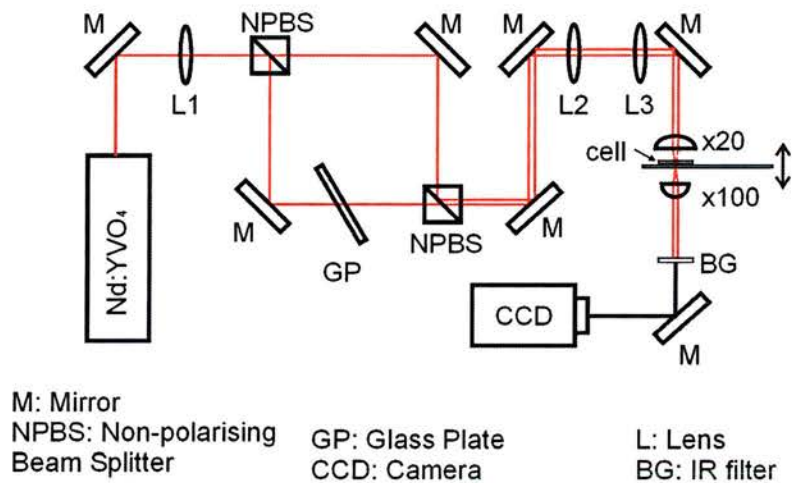 M
NPBS
M
M
M
L1
L2
L3
x20
cell
x100
M
GP
NPBS
M
Nd:YVO₄
BG
CCD
M
M: Mirror
NPBS: Non-polarising
Beam Splitter
GP: Glass Plate
CCD: Camera
L: Lens
BG: IR filter